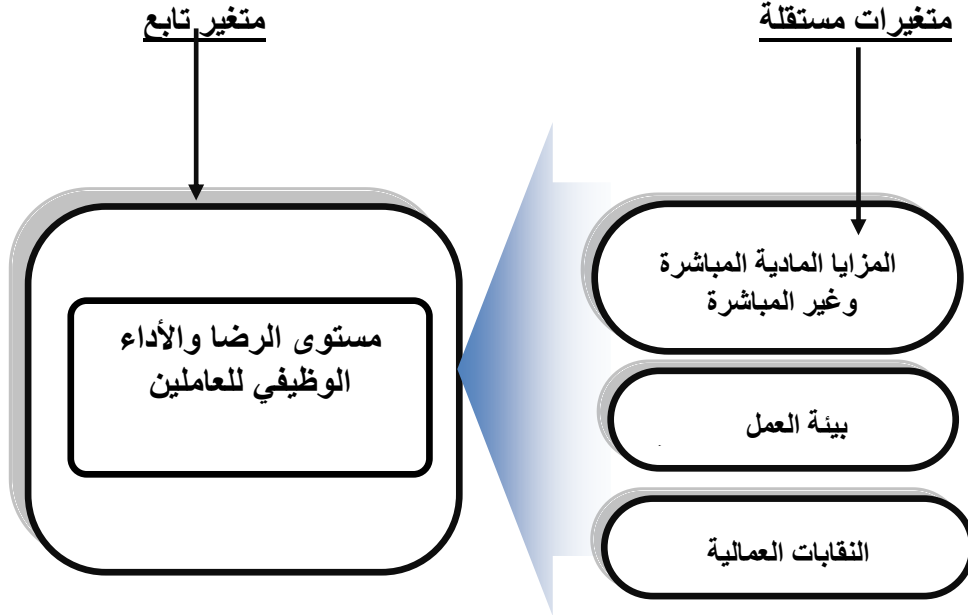 متغيرات مستقلة
متغير تابع
المزايا المادية المباشرة
وغير المباشرة
بيئة العمل
النقابات العمالية
مستوى الرضا والأداء
الوظيفي للعاملين